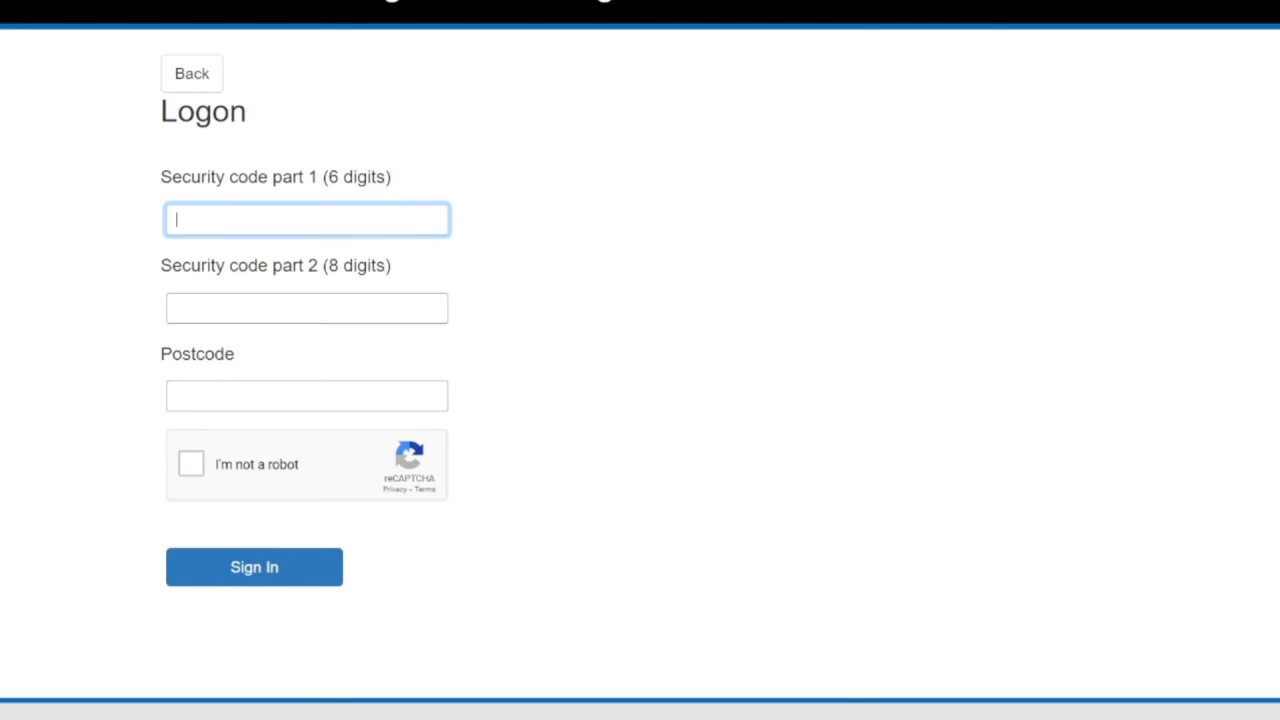 Back
Logon
Security code part 1 (6 digits)
Security code part 2 (8 digits)
Postcode
I'm not a robot
reCAPTCHA
Privacy - Terms
Sign In